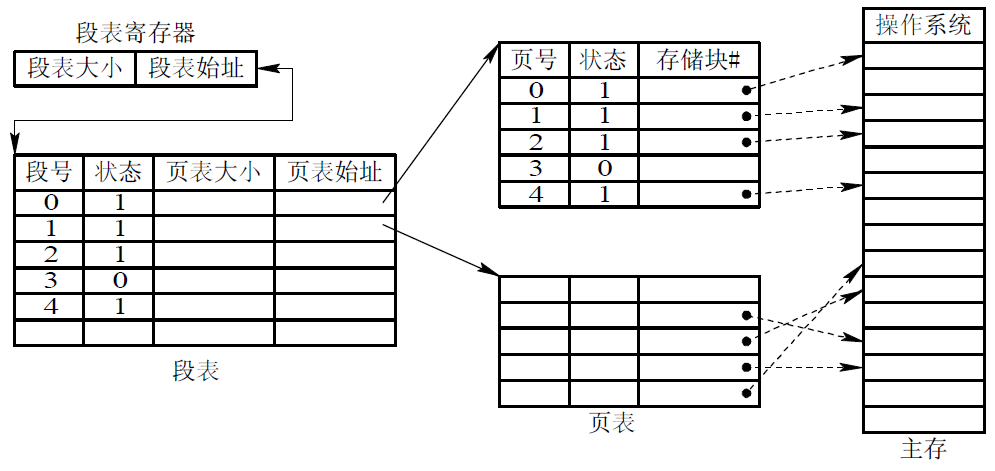 段表寄存器
段表大小 段表始址
段号 状态 页表大小 页表始址
0 1
1 1
2 1
3 0
4 1
段表
页号 状态 存储块#
0 1
1 1
2 1
3 0
4 1
页表
操作系统
主存